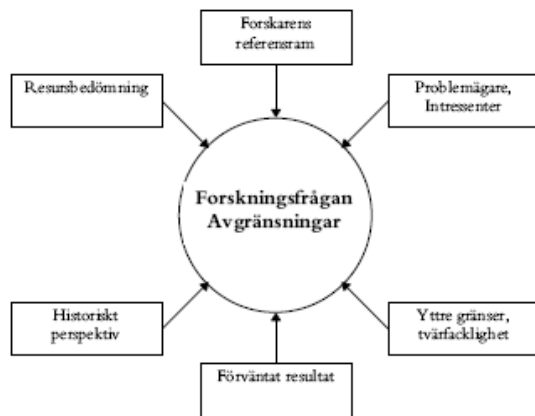 Forskarens
referensram
Resursbedömning
Problemägare,
Intressenter
Forskningsfrågan
Avgränsningar
Historiskt
perspektiv
Yttre gränser,
tvärfacklighet
Förväntat resultat